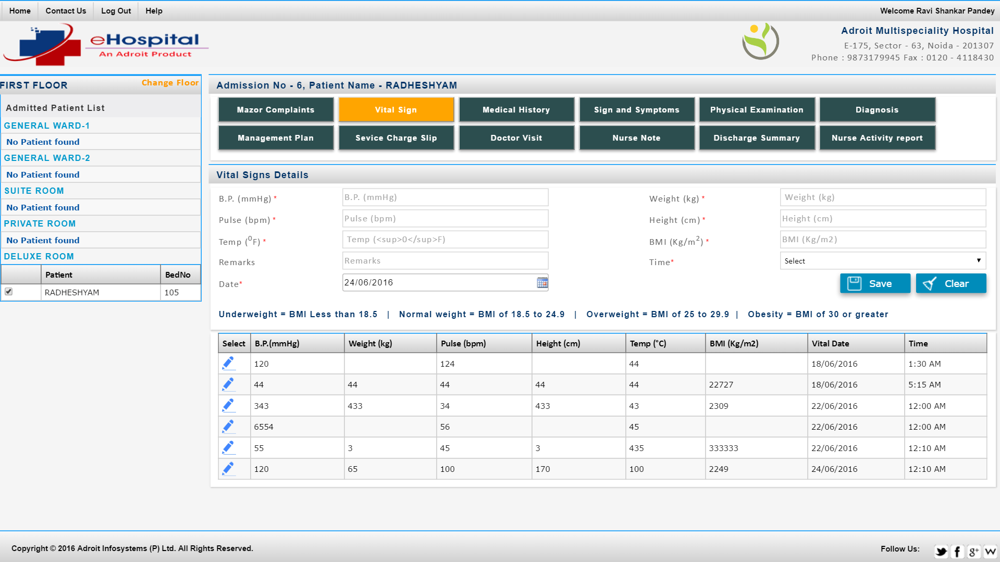 Home Contact Us Log Out Help Welcome Ravi Shankar Pandey
eHospital
An Adroit Product
Adroit Multispeciality Hospital
E-175, Sector - 63, Noida - 201307
Phone : 9873179945 Fax : 0120 - 4118430
FIRST FLOOR Change Floor
Admitted Patient List
GENERAL WARD-1
No Patient found
GENERAL WARD-2
No Patient found
SUITE ROOM
No Patient found
PRIVATE ROOM
No Patient found
DELUXE ROOM
Patient BedNo
RADHESHYAM 105
Admission No - 6, Patient Name - RADHESHYAM
Mazor Complaints Vital Sign Medical History Sign and Symptoms Physical Examination Diagnosis
Management Plan Sevice Charge Slip Doctor Visit Nurse Note Discharge Summary Nurse Activity report
Vital Signs Details
B.P. (mmHg) * B.P. (mmHg) Weight (kg) * Weight (kg)
Pulse (bpm) * Pulse (bpm) Height (cm) * Height (cm)
Temp (⁰F) * Temp (<sup>0</sup>F) BMI (Kg/m²) * BMI (Kg/m2)
Remarks Remarks Time* Select
Date* 24/06/2016 Save Clear
Underweight = BMI Less than 18.5 | Normal weight = BMI of 18.5 to 24.9 | Overweight = BMI of 25 to 29.9 | Obesity = BMI of 30 or greater
Select B.P.(mmHg) Weight (kg) Pulse (bpm) Height (cm) Temp (°C) BMI (Kg/m2) Vital Date Time
120 124 44 18/06/2016 1:30 AM
44 44 44 44 44 22727 18/06/2016 5:15 AM
343 433 34 433 43 2309 22/06/2016 12:00 AM
6554 56 45 22/06/2016 12:00 AM
55 3 45 3 435 333333 22/06/2016 12:10 AM
120 65 100 170 100 2249 24/06/2016 12:10 AM
Copyright © 2016 Adroit Infosystems (P) Ltd. All Rights Reserved. Follow Us: